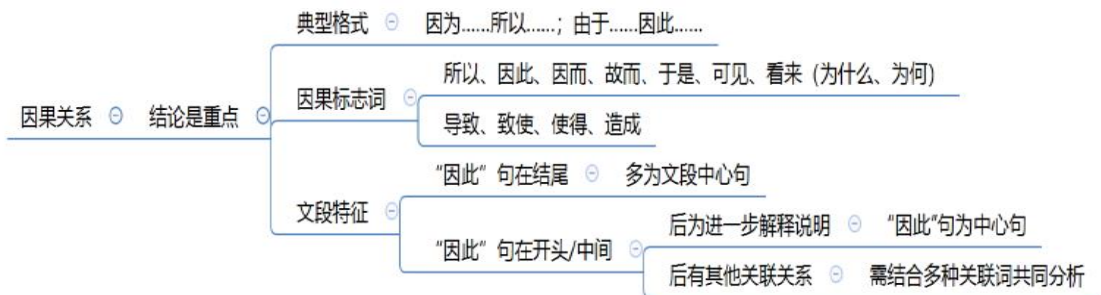 因果关系
结论是重点
典型格式
因为……所以……；由于……因此……
因果标志词
所以、因此、因而、故而、于是、可见、看来（为什么、为何）
导致、致使、使得、造成
文段特征
“因此”句在结尾
多为文段中心句
“因此”句在开头/中间
后为进一步解释说明
“因此”句为中心句
后有其他关联关系
需结合多种关联词共同分析